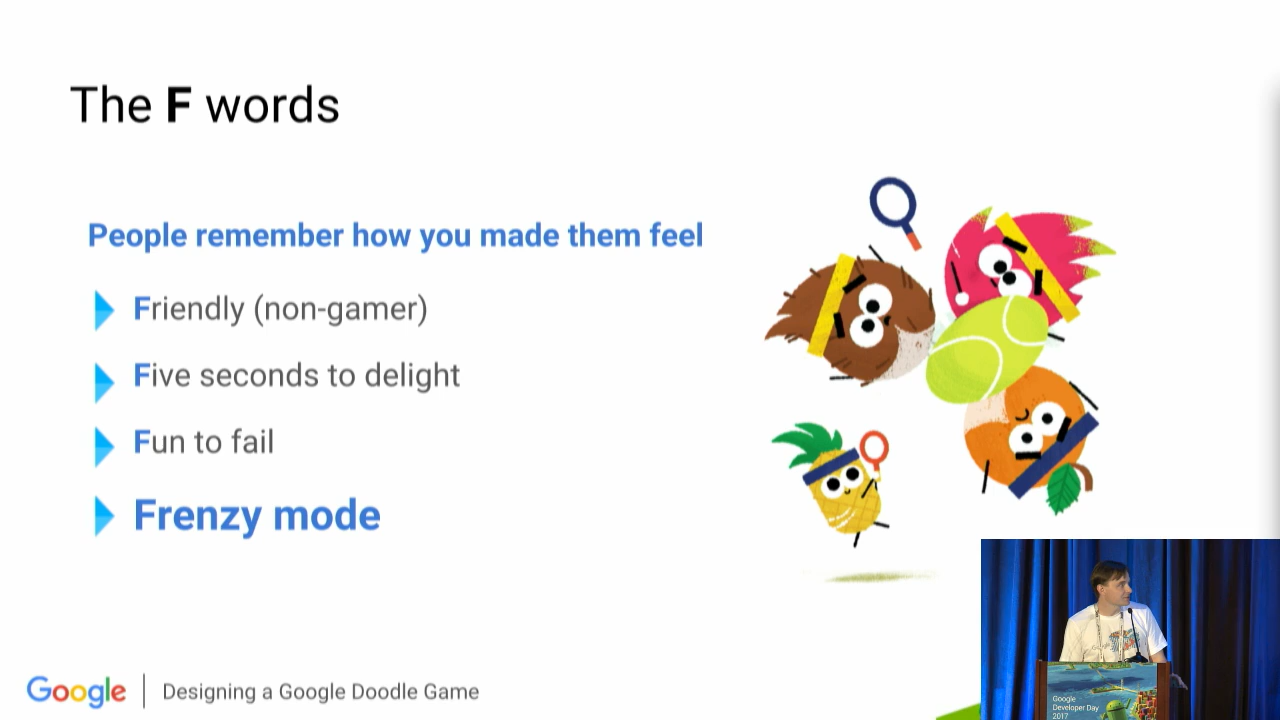 The F words
People remember how you made them feel
Friendly (non-gamer)
Five seconds to delight
Fun to fail
Frenzy mode
Google
Designing a Google Doodle Game
Google
Developer Day
2017